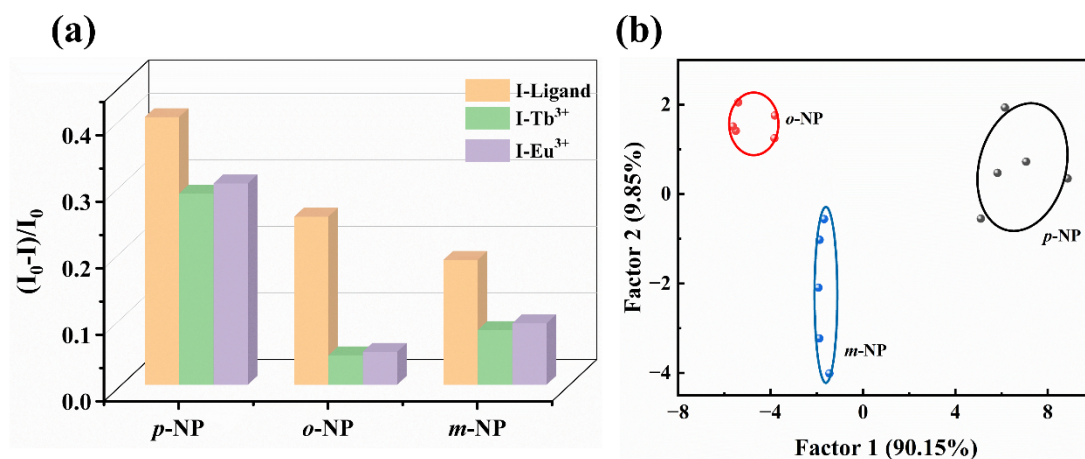 (a)
I-Ligand
I-Tb³⁺
I-Eu³⁺
(I₀-I)/I₀
0.4
0.3
0.2
0.1
0.0
p-NP
o-NP
m-NP
(b)
Factor 2 (9.85%)
2
0
−2
−4
o-NP
p-NP
m-NP
−8
−4
0
4
8
Factor 1 (90.15%)